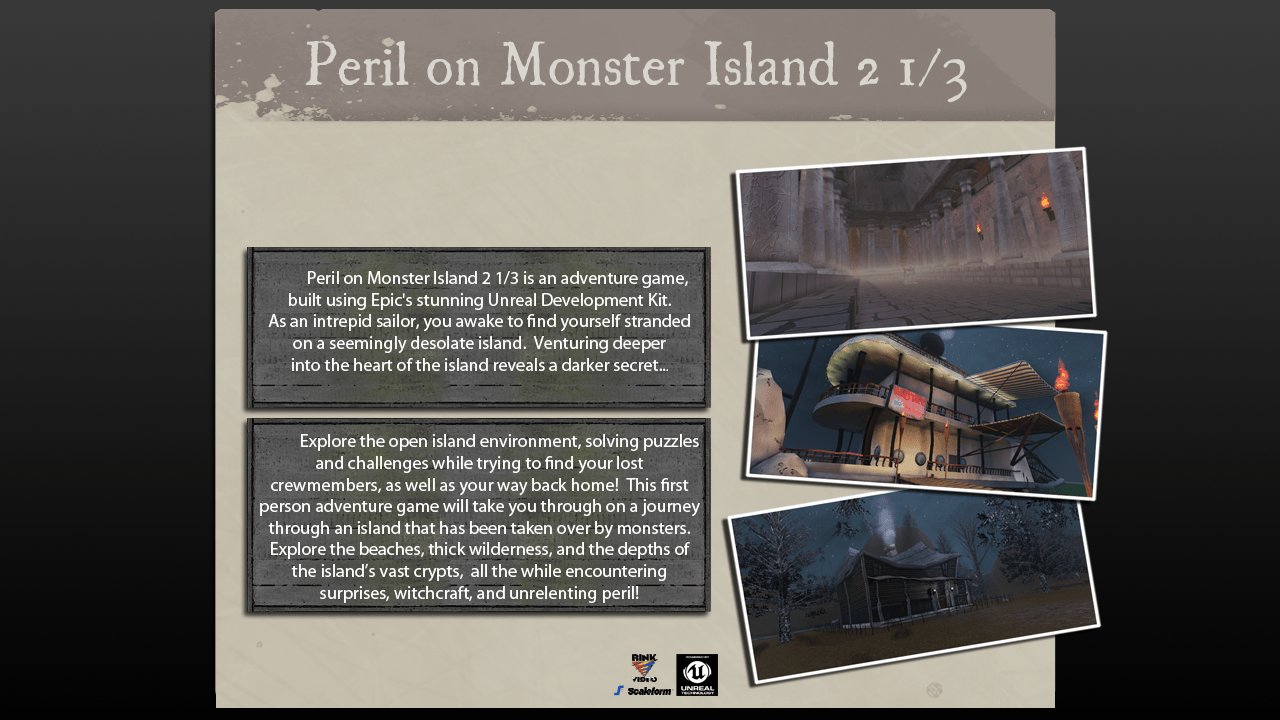 Peril on Monster Island 2 1/3
Peril on Monster Island 2 1/3 is an adventure game,
built using Epic's stunning Unreal Development Kit.
As an intrepid sailor, you awake to find yourself stranded
on a seemingly desolate island.  Venturing deeper
into the heart of the island reveals a darker secret...
Explore the open island environment, solving puzzles
and challenges while trying to find your lost
crewmembers, as well as your way back home!  This first
person adventure game will take you through on a journey
through an island that has been taken over by monsters.
Explore the beaches, thick wilderness, and the depths of
the island’s vast crypts,  all the while encountering
surprises, witchcraft, and unrelenting peril!
BINK
VIDEO
Scaleform
UNREAL
TECHNOLOGY